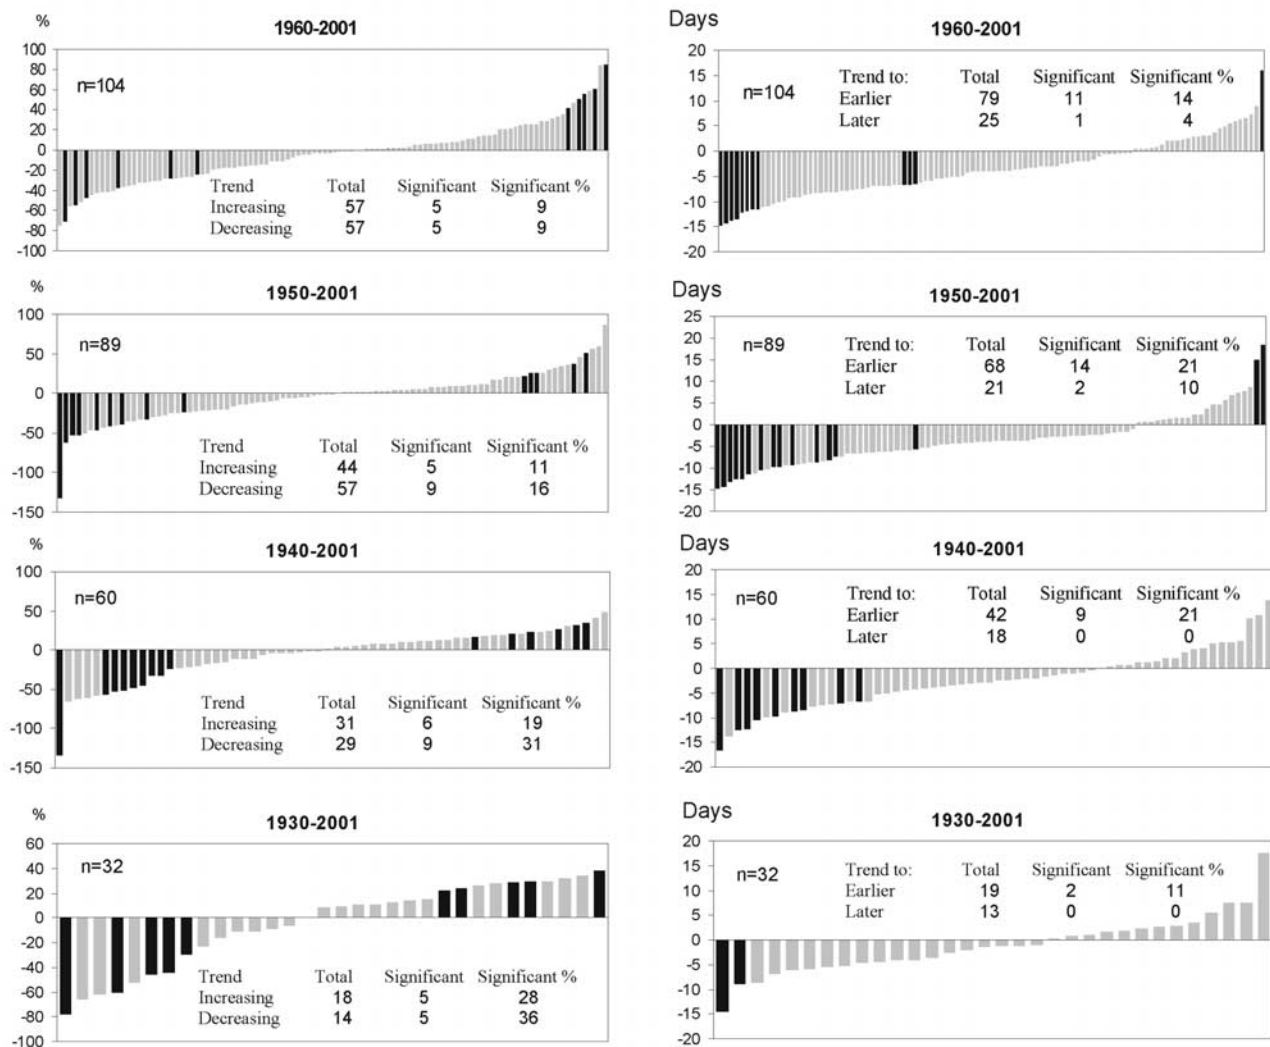 %
1960-2001
100
80
60
40
20
0
-20
-40
-60
-80
-100
n=104
Trend Total Significant Significant %
Increasing 57 5 9
Decreasing 57 5 9
Days
1960-2001
20
15
10
5
0
-5
-10
-15
-20
n=104
Trend to: Total Significant Significant %
Earlier 79 11 14
Later 25 1 4
1950-2001
100
50
0
-50
-100
-150
n=89
Trend Total Significant Significant %
Increasing 44 5 11
Decreasing 57 9 16
Days
1950-2001
25
20
15
10
5
0
-5
-10
-15
-20
n=89
Trend to: Total Significant Significant %
Earlier 68 14 21
Later 21 2 10
%
1940-2001
100
50
0
-50
-100
-150
n=60
Trend Total Significant Significant %
Increasing 31 6 19
Decreasing 29 9 31
Days
1940-2001
20
15
10
5
0
-5
-10
-15
-20
n=60
Trend to: Total Significant Significant %
Earlier 42 9 21
Later 18 0 0
%
1930-2001
60
40
20
0
-20
-40
-60
-80
-100
n=32
Trend Total Significant Significant %
Increasing 18 5 28
Decreasing 14 5 36
Days
1930-2001
20
15
10
5
0
-5
-10
-15
-20
n=32
Trend to: Total Significant Significant %
Earlier 19 2 11
Later 13 0 0